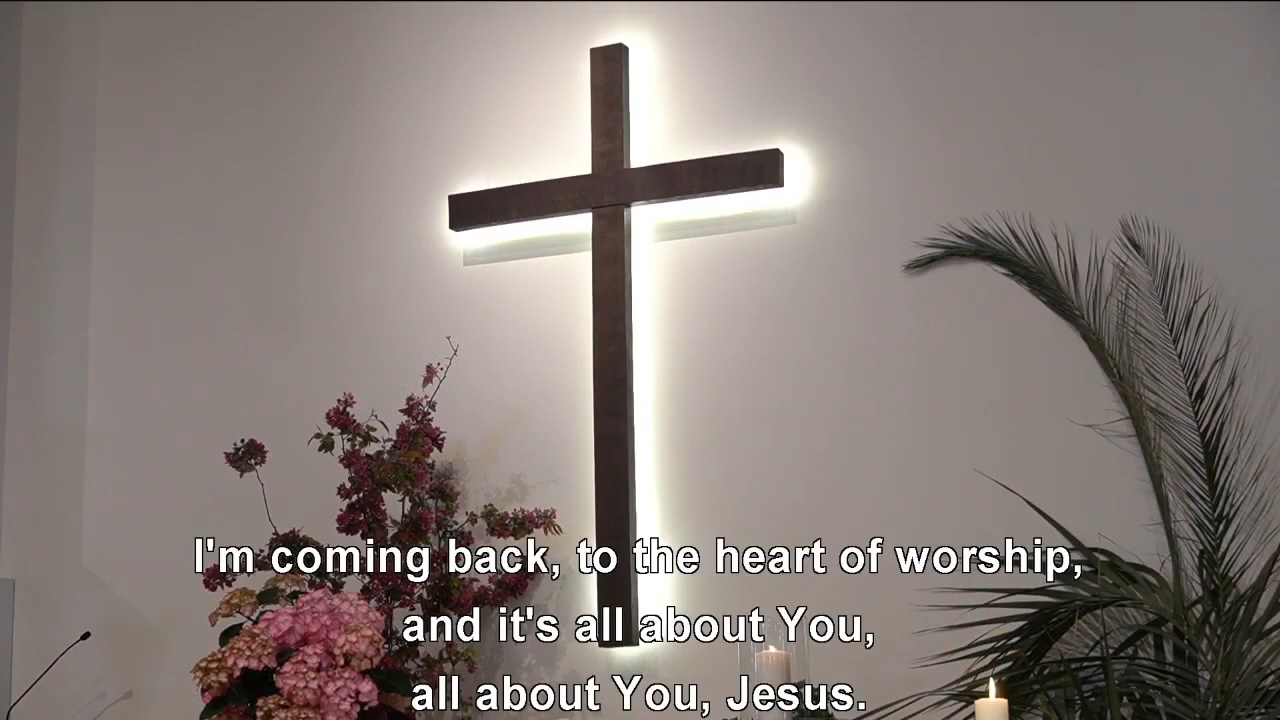 I'm coming back, to the heart of worship,
and it's all about You,
all about You, Jesus.